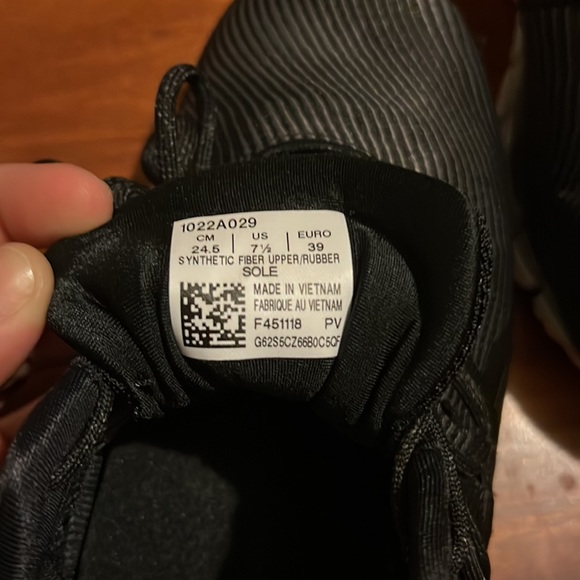 1022A029
CM | US | EURO
24.5 | 7½ | 39
SYNTHETIC FIBER UPPER/RUBBER
SOLE
MADE IN VIETNAM
FABRIQUE AU VIETNAM
F451118 PV
G62S5CZ66B0C5QF